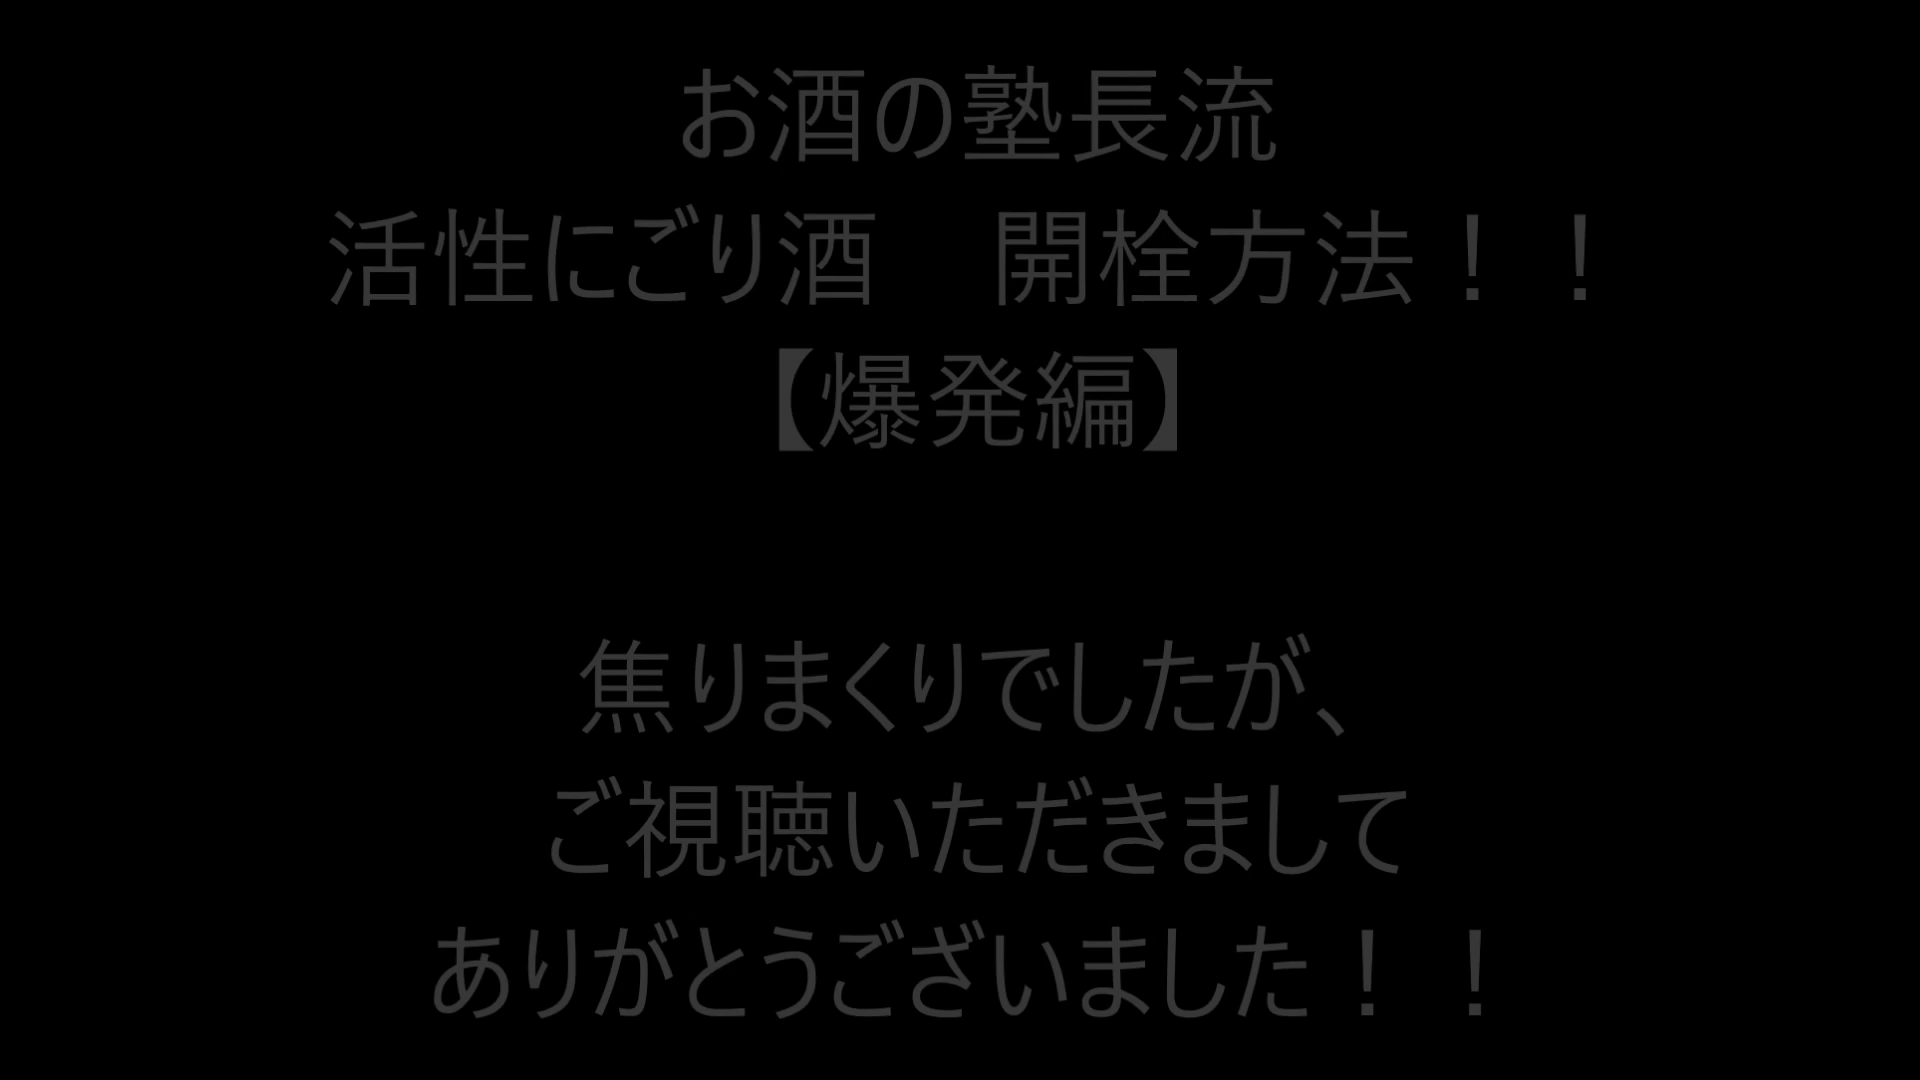 お酒の塾長流
活性にごり酒　開栓方法！！
【爆発編】
焦りまくりでしたが、
ご視聴いただきまして
ありがとうございました！！